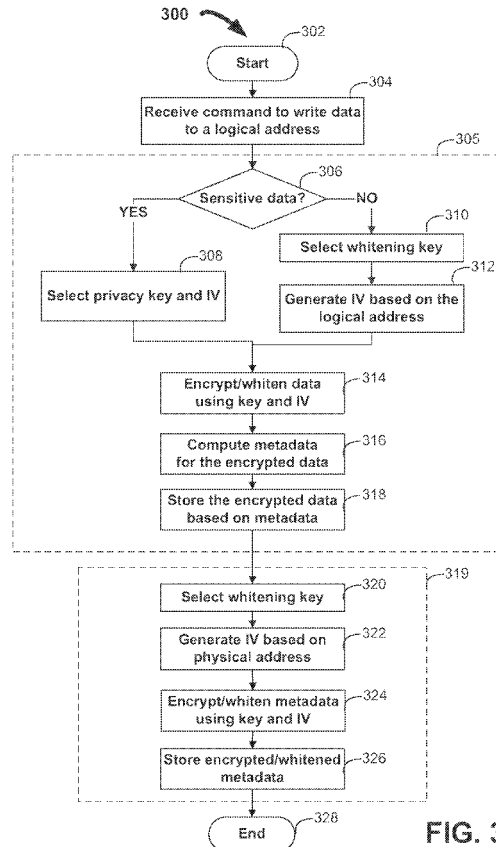 300
302
Start
304
Receive command to write data
to a logical address
305
306
Sensitive data?
YES
NO
310
Select whitening key
308
Select privacy key and IV
312
Generate IV based on the
logical address
314
Encrypt/whiten data
using key and IV
316
Compute metadata
for the encrypted data
318
Store the encrypted data
based on metadata
319
320
Select whitening key
322
Generate IV based on
physical address
324
Encrypt/whiten metadata
using key and IV
326
Store encrypted/whitened
metadata
328
End
FIG. 3